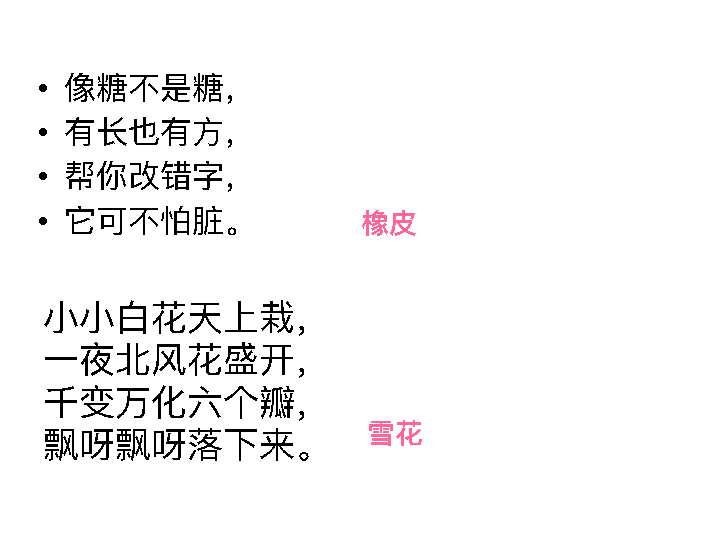 • 像糖不是糖，
• 有长也有方，
• 帮你改错字，
• 它可不怕脏。
橡皮
小小白花天上栽，
一夜北风花盛开，
千变万化六个瓣，
飘呀飘呀落下来。
雪花